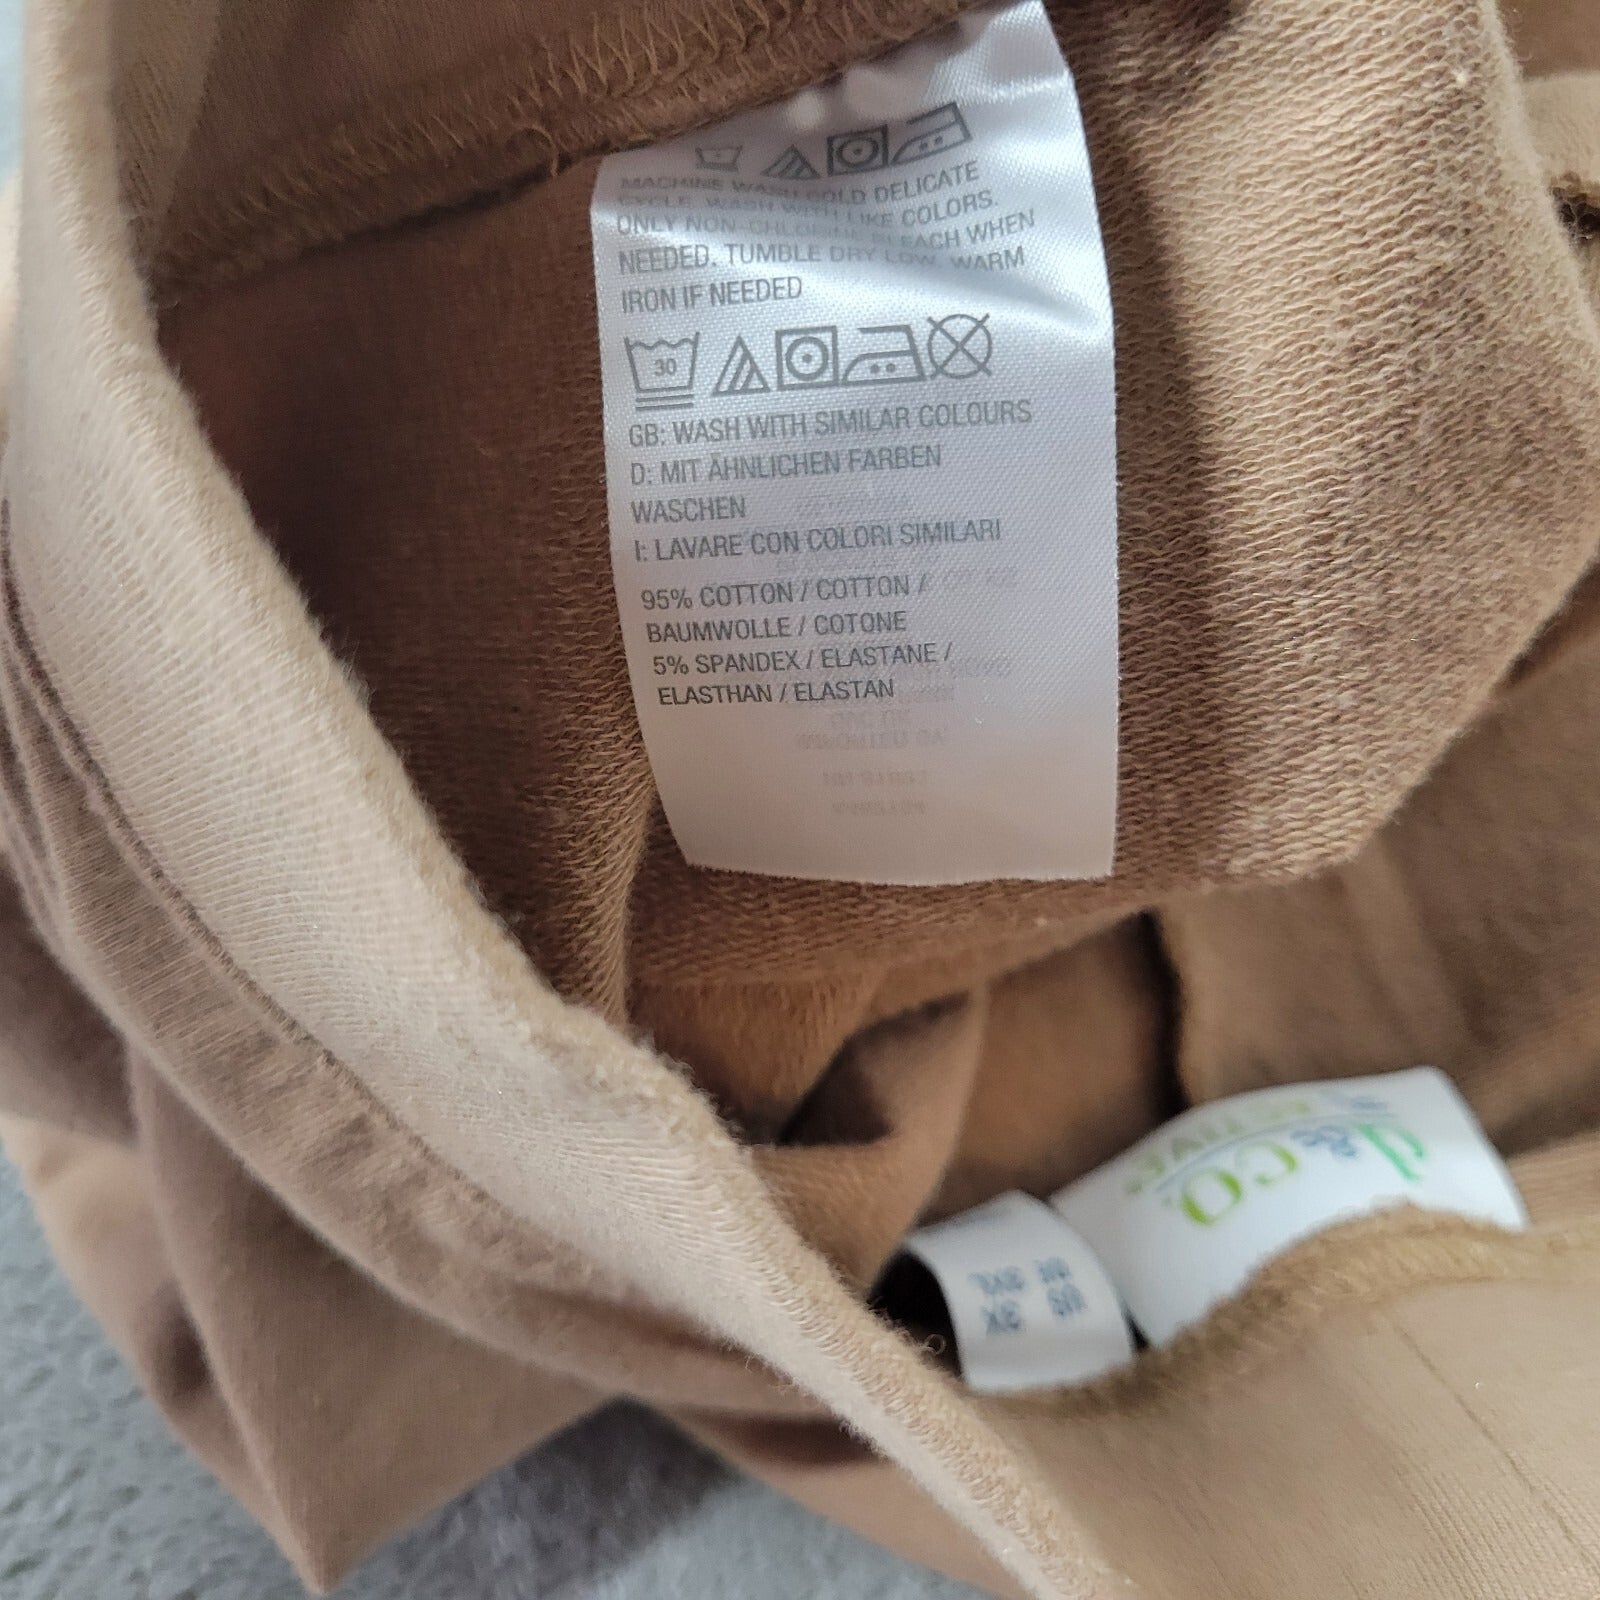 MACHINE WASH COLD DELICATE
CYCLE. WASH WITH LIKE COLORS.
ONLY NON-CHLORINE BLEACH WHEN
NEEDED. TUMBLE DRY LOW. WARM
IRON IF NEEDED
30
GB: WASH WITH SIMILAR COLOURS
D: MIT ÄHNLICHEN FARBEN
WASCHEN
I: LAVARE CON COLORI SIMILARI
95% COTTON / COTTON /
BAUMWOLLE / COTONE
5% SPANDEX / ELASTANE /
ELASTHAN / ELASTAN
&CO.
ACTIVE
3X
3XL